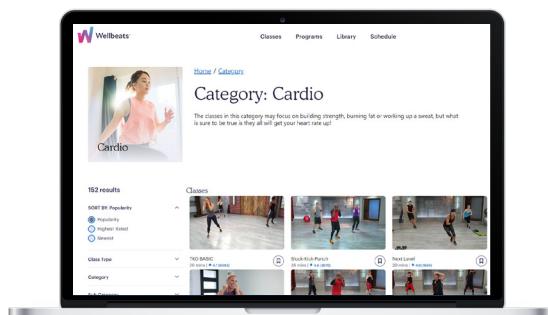 Wellbeats
Classes Programs Library Schedule
Home / Category
Category: Cardio
The classes in this category may focus on building strength, burning fat or working up a sweat, but what
is sure to be true is they all will get your heart rate up!
Cardio
152 results
Classes
SORT BY: Popularity
Popularity
Highest Rated
Newest
TKO BASIC
Block-Kick-Punch
Next Level
Class Type
Category